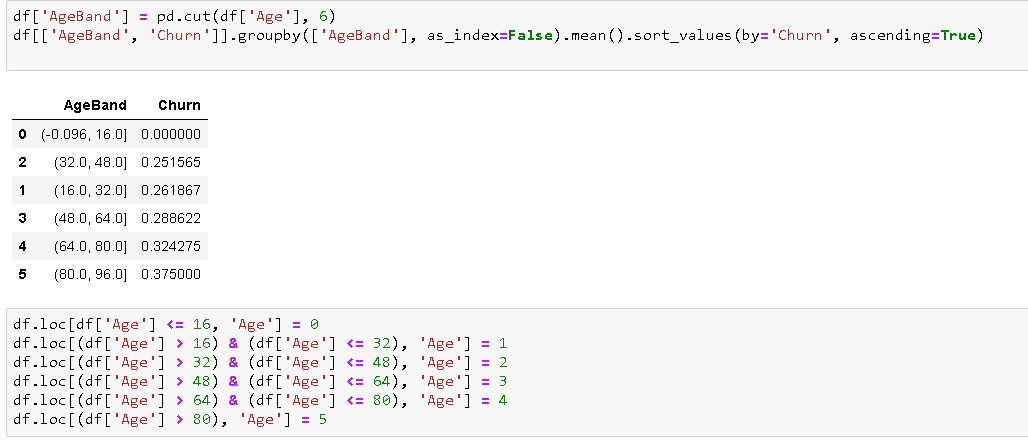 df['AgeBand'] = pd.cut(df['Age'], 6)
df[['AgeBand', 'Churn']].groupby(['AgeBand'], as_index=False).mean().sort_values(by='Churn', ascending=True)
AgeBand Churn
0 (-0.096, 16.0] 0.000000
2 (32.0, 48.0] 0.251565
1 (16.0, 32.0] 0.261867
3 (48.0, 64.0] 0.288622
4 (64.0, 80.0] 0.324275
5 (80.0, 96.0] 0.375000
df.loc[df['Age'] <= 16, 'Age'] = 0
df.loc[(df['Age'] > 16) & (df['Age'] <= 32), 'Age'] = 1
df.loc[(df['Age'] > 32) & (df['Age'] <= 48), 'Age'] = 2
df.loc[(df['Age'] > 48) & (df['Age'] <= 64), 'Age'] = 3
df.loc[(df['Age'] > 64) & (df['Age'] <= 80), 'Age'] = 4
df.loc[(df['Age'] > 80), 'Age'] = 5